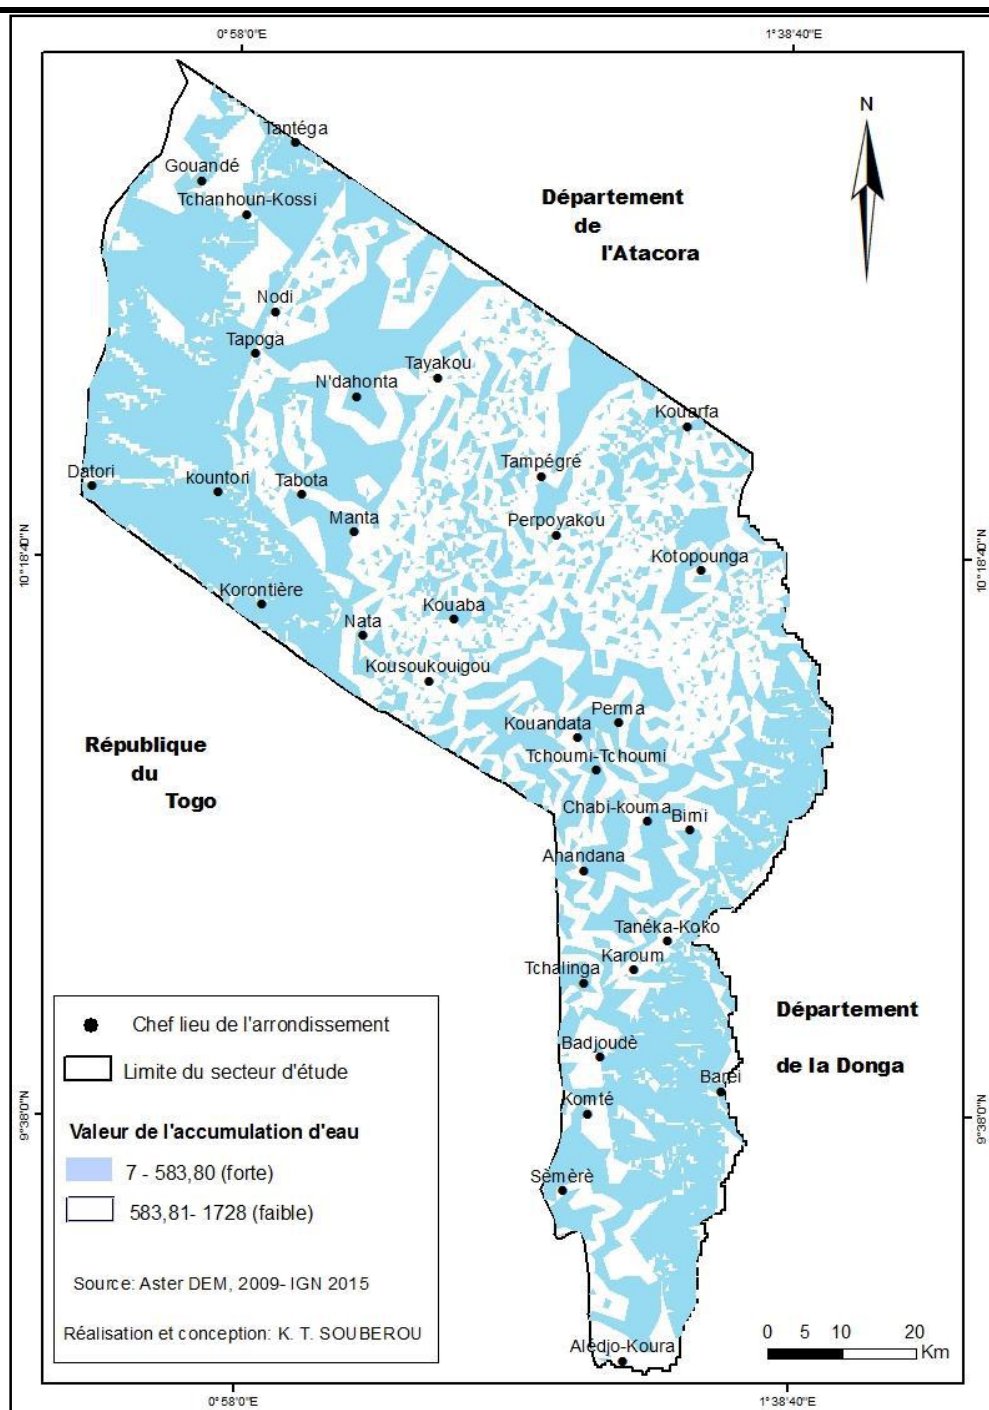 0°58'0"E
1°38'40"E
N
Tantéga
Gouandé
Tchanhoun-Kossi
Département
de
l'Atacora
Nodi
Tapoga
Tayakou
N'dahonta
Kouarfa
Datori
kountori
Tabota
Tampégré
Manta
Perpoyakou
10°18'40"N
10°18'40"N
Kotopounga
Korontière
Kouaba
Nata
Kousoukouigou
Perma
Kouandata
République
du
Togo
Tchoumi-Tchoumi
Chabi-kouma
Birni
Anandana
Tanéka-Koko
Karoum
Tchalinga
Département
de la Donga
Badjoudè
Bareï
Komté
9°38'0"N
9°38'0"N
Sèmèrè
Alédjo-Koura
Chef lieu de l'arrondissement
Limite du secteur d'étude
Valeur de l'accumulation d'eau
7 - 583,80 (forte)
583,81- 1728 (faible)
Source: Aster DEM, 2009- IGN 2015
Réalisation et conception: K. T. SOUBEROU
0 5 10 20
Km
0°58'0"E
1°38'40"E